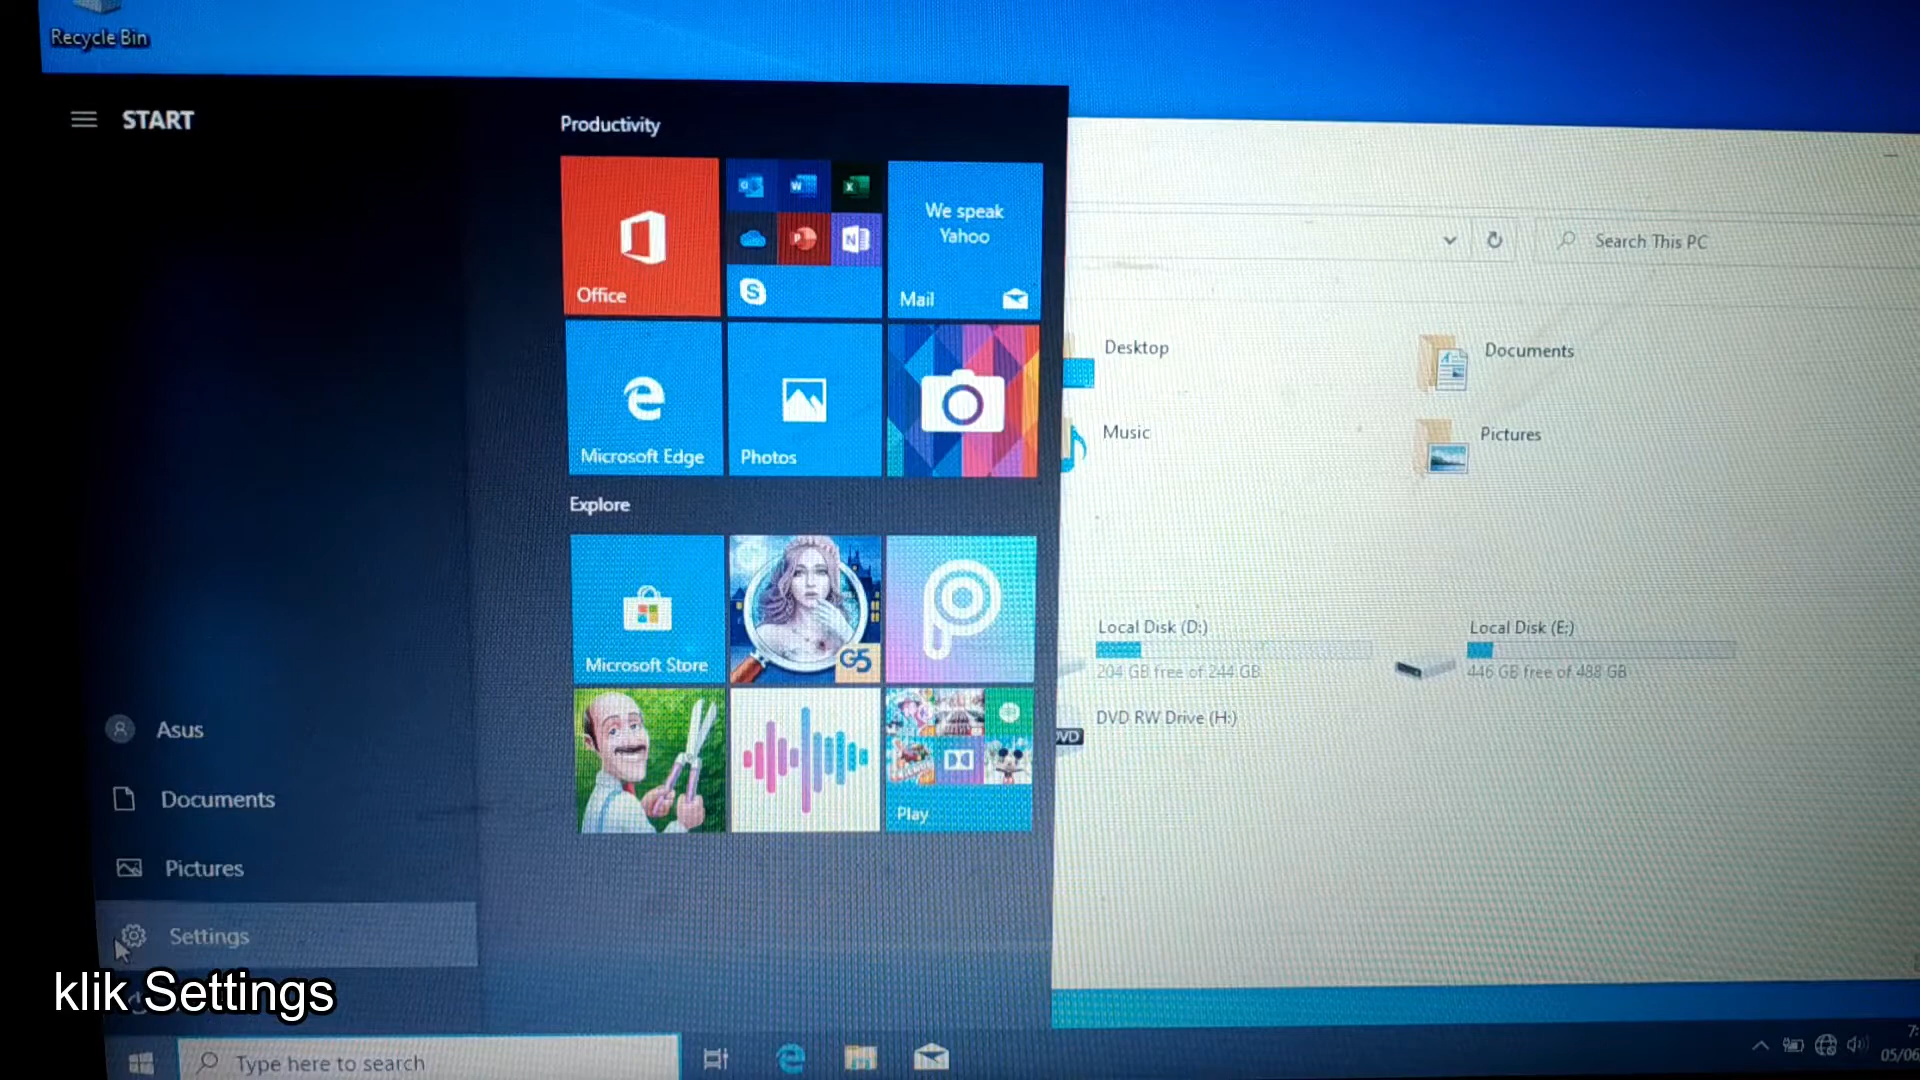 Recycle Bin
START
Productivity
Office
We speak
Yahoo
Mail
Microsoft Edge
Photos
Explore
Microsoft Store
G5
Play
Asus
Documents
Pictures
Settings
klik Settings
Type here to search
Search This PC
Desktop
Documents
Music
Pictures
Local Disk (D:)
204 GB free of 244 GB
Local Disk (E:)
446 GB free of 488 GB
DVD RW Drive (H:)